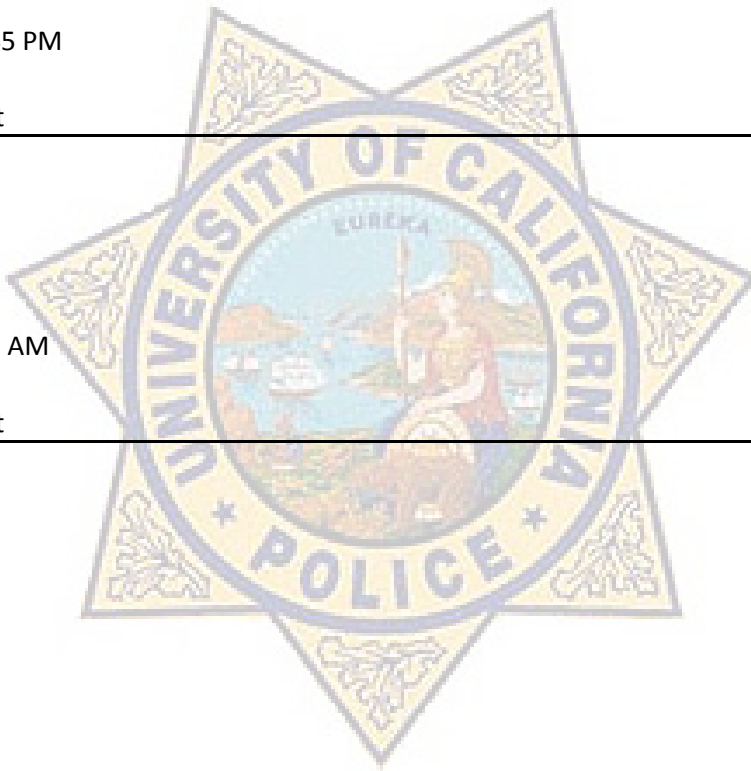 5 PM
t
UNIVERSITY OF CALIFORNIA
EUREKA
AM
t
POLICE